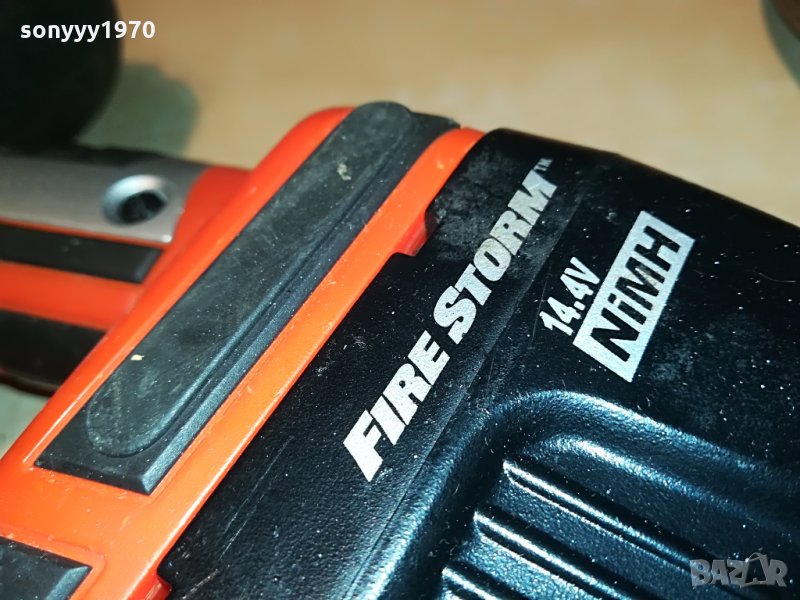 sonyyy1970
FIRE STORM™
14.4V
NiMH
BAZAR